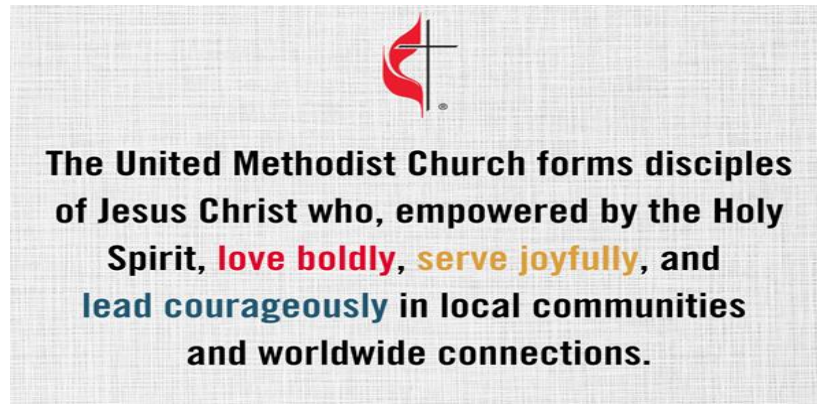 ®
The United Methodist Church forms disciples
of Jesus Christ who, empowered by the Holy
Spirit, love boldly, serve joyfully, and
lead courageously in local communities
and worldwide connections.